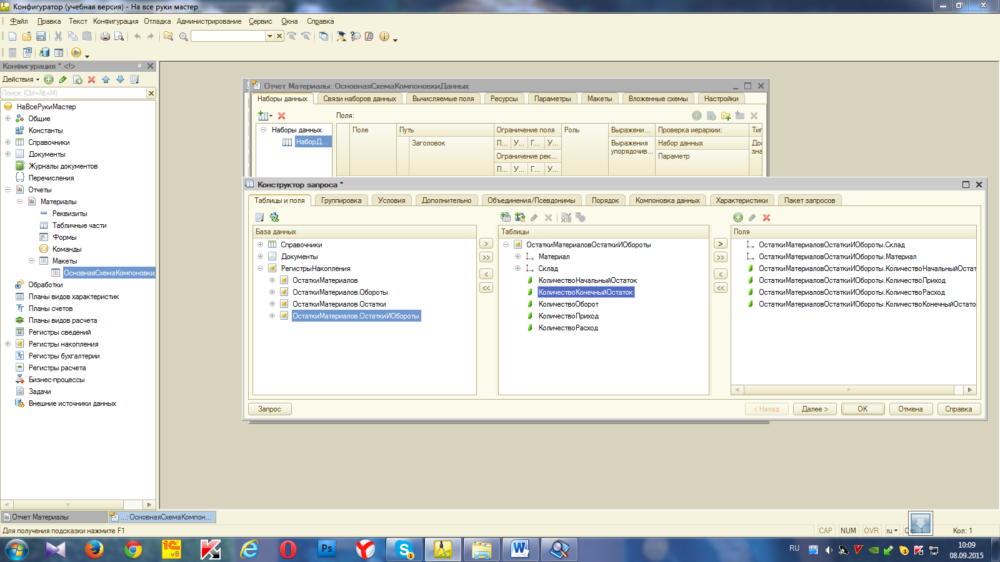 Конфигуратор (учебная версия) - На все руки мастер
Файл Правка Текст Конфигурация Отладка Администрирование Сервис Окна Справка
Конфигурация * <!>
Действия
Поиск (Ctrl+Alt+M)
НаВсеРукиМастер
Общие
Константы
Справочники
Документы
Журналы документов
Перечисления
Отчеты
Материалы
Реквизиты
Табличные части
Формы
Команды
Макеты
ОсновнаяСхемаКомпоновки.
Обработки
Планы видов характеристик
Планы счетов
Планы видов расчета
Регистры сведений
Регистры накопления
Регистры бухгалтерии
Регистры расчета
Бизнес-процессы
Задачи
Внешние источники данных
Отчет Материалы: ОсновнаяСхемаКомпоновкиДанных
Наборы данных Связи наборов данных Вычисляемые поля Ресурсы Параметры Макеты Вложенные схемы Настройки
Поля:
Наборы данных
НаборД...
Поле Путь Ограничение поля Роль Выражени... Проверка иерархии: Тип
Заголовок П... У... Г... У... Выражения упорядочив... Набор данных До зна
Ограничение рек... Параметр
П... У... Г... У...
Конструктор запроса *
Таблицы и поля Группировка Условия Дополнительно Объединения/Псевдонимы Порядок Компоновка данных Характеристики Пакет запросов
База данных
Справочники
Документы
РегистрыНакопления
ОстаткиМатериалов
ОстаткиМатериалов.Обороты
ОстаткиМатериалов.Остатки
ОстаткиМатериалов.ОстаткиИОбороты
> >> < <<
Таблицы
ОстаткиМатериаловОстаткиИОбороты
Материал
Склад
КоличествоНачальныйОстаток
КоличествоКонечныйОстаток
КоличествоОборот
КоличествоПриход
КоличествоРасход
> >> < <<
Поля
ОстаткиМатериаловОстаткиИОбороты.Склад
ОстаткиМатериаловОстаткиИОбороты.Материал
ОстаткиМатериаловОстаткиИОбороты.КоличествоНачальныйОстат
ОстаткиМатериаловОстаткиИОбороты.КоличествоПриход
ОстаткиМатериаловОстаткиИОбороты.КоличествоРасход
ОстаткиМатериаловОстаткиИОбороты.КоличествоКонечныйОстато
Запрос < Назад Далее > OK Отмена Справка
Отчет Материалы ...: ОсновнаяСхемаКомпон...
Для получения подсказки нажмите F1 CAP NUM OVR ru Стр: 1 Кол: 1
1С v8 Ps W RU 10:09
08.09.2015